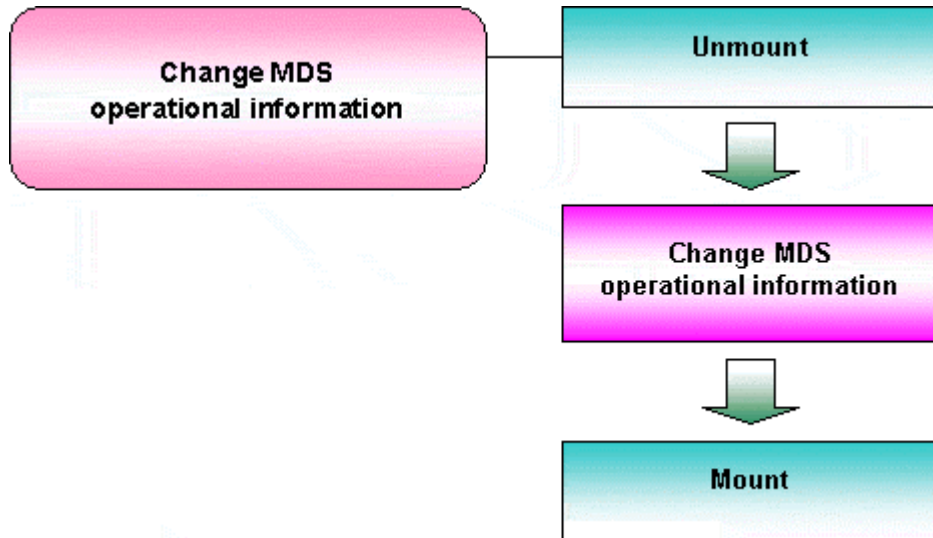 Change MDS
operational information
Unmount
Change MDS
operational information
Mount